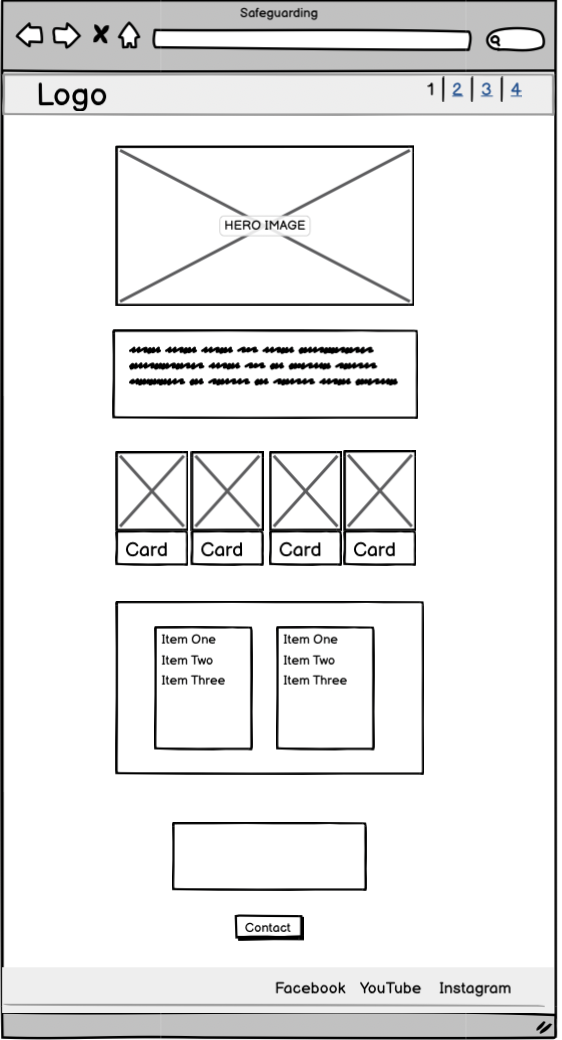 Safeguarding
Logo
1 | 2 | 3 | 4
HERO IMAGE
Card Card Card Card
Item One Item One
Item Two Item Two
Item Three Item Three
Contact
Facebook YouTube Instagram